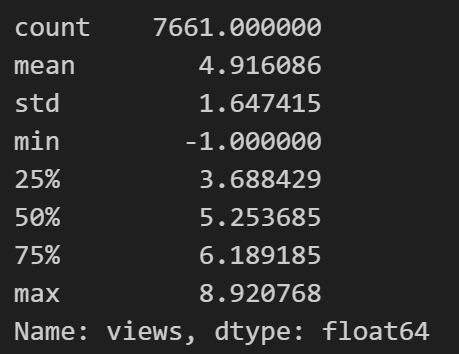 count    7661.000000
mean        4.916086
std         1.647415
min        -1.000000
25%         3.688429
50%         5.253685
75%         6.189185
max         8.920768
Name: views, dtype: float64